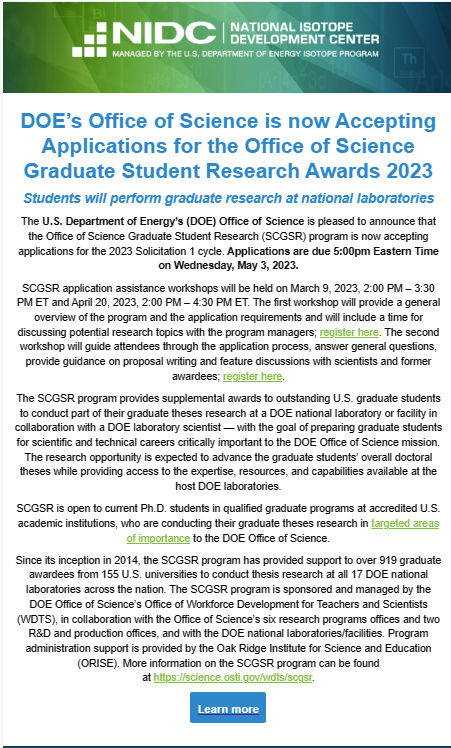 Bi
NIDC
NATIONAL ISOTOPE
DEVELOPMENT CENTER
MANAGED BY THE U.S. DEPARTMENT OF ENERGY ISOTOPE PROGRAM
Th
DOE's Office of Science is now Accepting
Applications for the Office of Science
Graduate Student Research Awards 2023
Students will perform graduate research at national laboratories
The U.S. Department of Energy's (DOE) Office of Science is pleased to announce that
the Office of Science Graduate Student Research (SCGSR) program is now accepting
applications for the 2023 Solicitation 1 cycle. Applications are due 5:00pm Eastern Time
on Wednesday, May 3, 2023.
SCGSR application assistance workshops will be held on March 9, 2023, 2:00 PM – 3:30
PM ET and April 20, 2023, 2:00 PM – 4:30 PM ET. The first workshop will provide a general
overview of the program and the application requirements and will include a time for
discussing potential research topics with the program managers; register here. The second
workshop will guide attendees through the application process, answer general questions,
provide guidance on proposal writing and feature discussions with scientists and former
awardees; register here.
The SCGSR program provides supplemental awards to outstanding U.S. graduate students
to conduct part of their graduate theses research at a DOE national laboratory or facility in
collaboration with a DOE laboratory scientist — with the goal of preparing graduate students
for scientific and technical careers critically important to the DOE Office of Science mission.
The research opportunity is expected to advance the graduate students' overall doctoral
theses while providing access to the expertise, resources, and capabilities available at the
host DOE laboratories.
SCGSR is open to current Ph.D. students in qualified graduate programs at accredited U.S.
academic institutions, who are conducting their graduate theses research in targeted areas
of importance to the DOE Office of Science.
Since its inception in 2014, the SCGSR program has provided support to over 919 graduate
awardees from 155 U.S. universities to conduct thesis research at all 17 DOE national
laboratories across the nation. The SCGSR program is sponsored and managed by the
DOE Office of Science's Office of Workforce Development for Teachers and Scientists
(WDTS), in collaboration with the Office of Science's six research programs offices and two
R&D and production offices, and with the DOE national laboratories/facilities. Program
administration support is provided by the Oak Ridge Institute for Science and Education
(ORISE). More information on the SCGSR program can be found
at https://science.osti.gov/wdts/scgsr.
Learn more